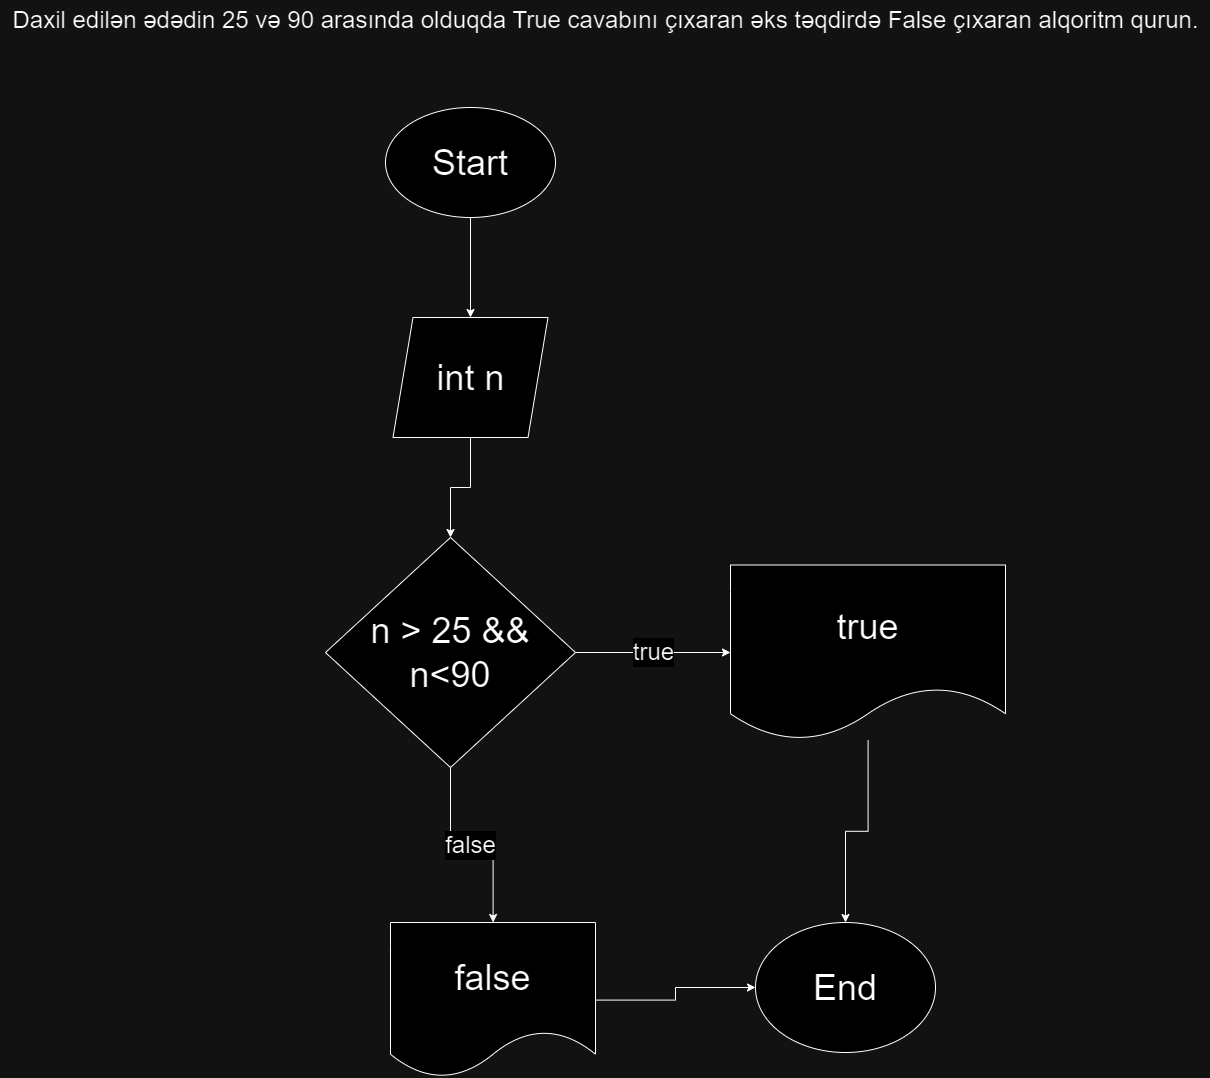 Daxil edilən ədədin 25 və 90 arasında olduqda True cavabını çıxaran əks təqdirdə False çıxaran alqoritm qurun.
Start
int n
n > 25 &&
n<90
true
true
false
false
End